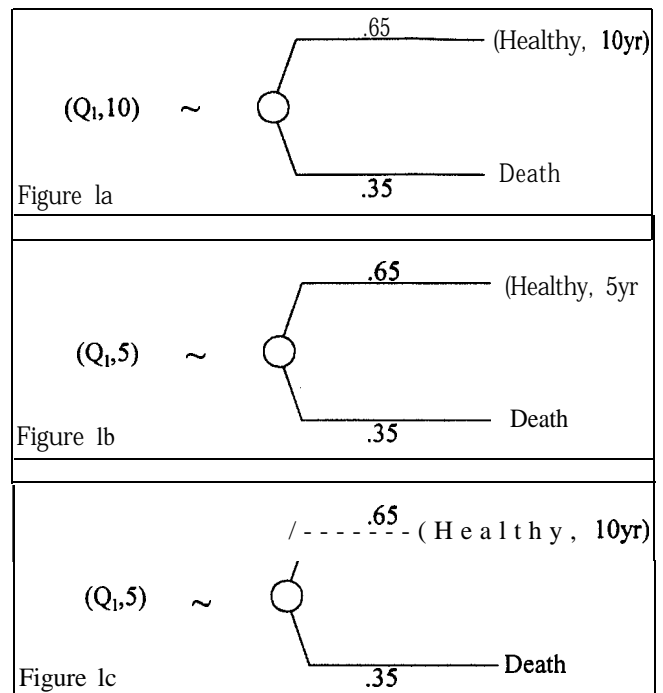 .65
(Healthy, 10yr)
(Q₁,10) ~
Death
.35
Figure la
.65
(Healthy, 5yr
(Q₁,5) ~
Death
.35
Figure lb
.65
/ - - - - - - - (Healthy, 10yr)
(Q₁,5) ~
Death
.35
Figure lc